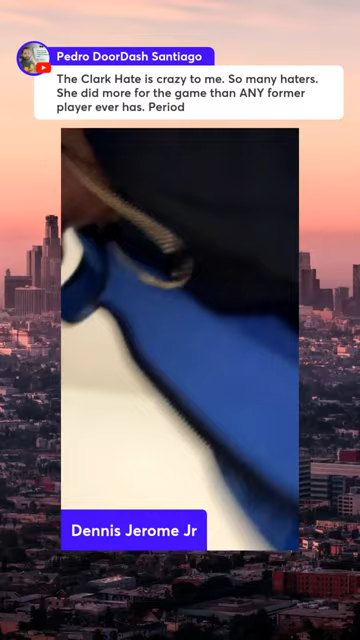 Pedro DoorDash Santiago
The Clark Hate is crazy to me. So many haters.
She did more for the game than ANY former
player ever has. Period
Dennis Jerome Jr